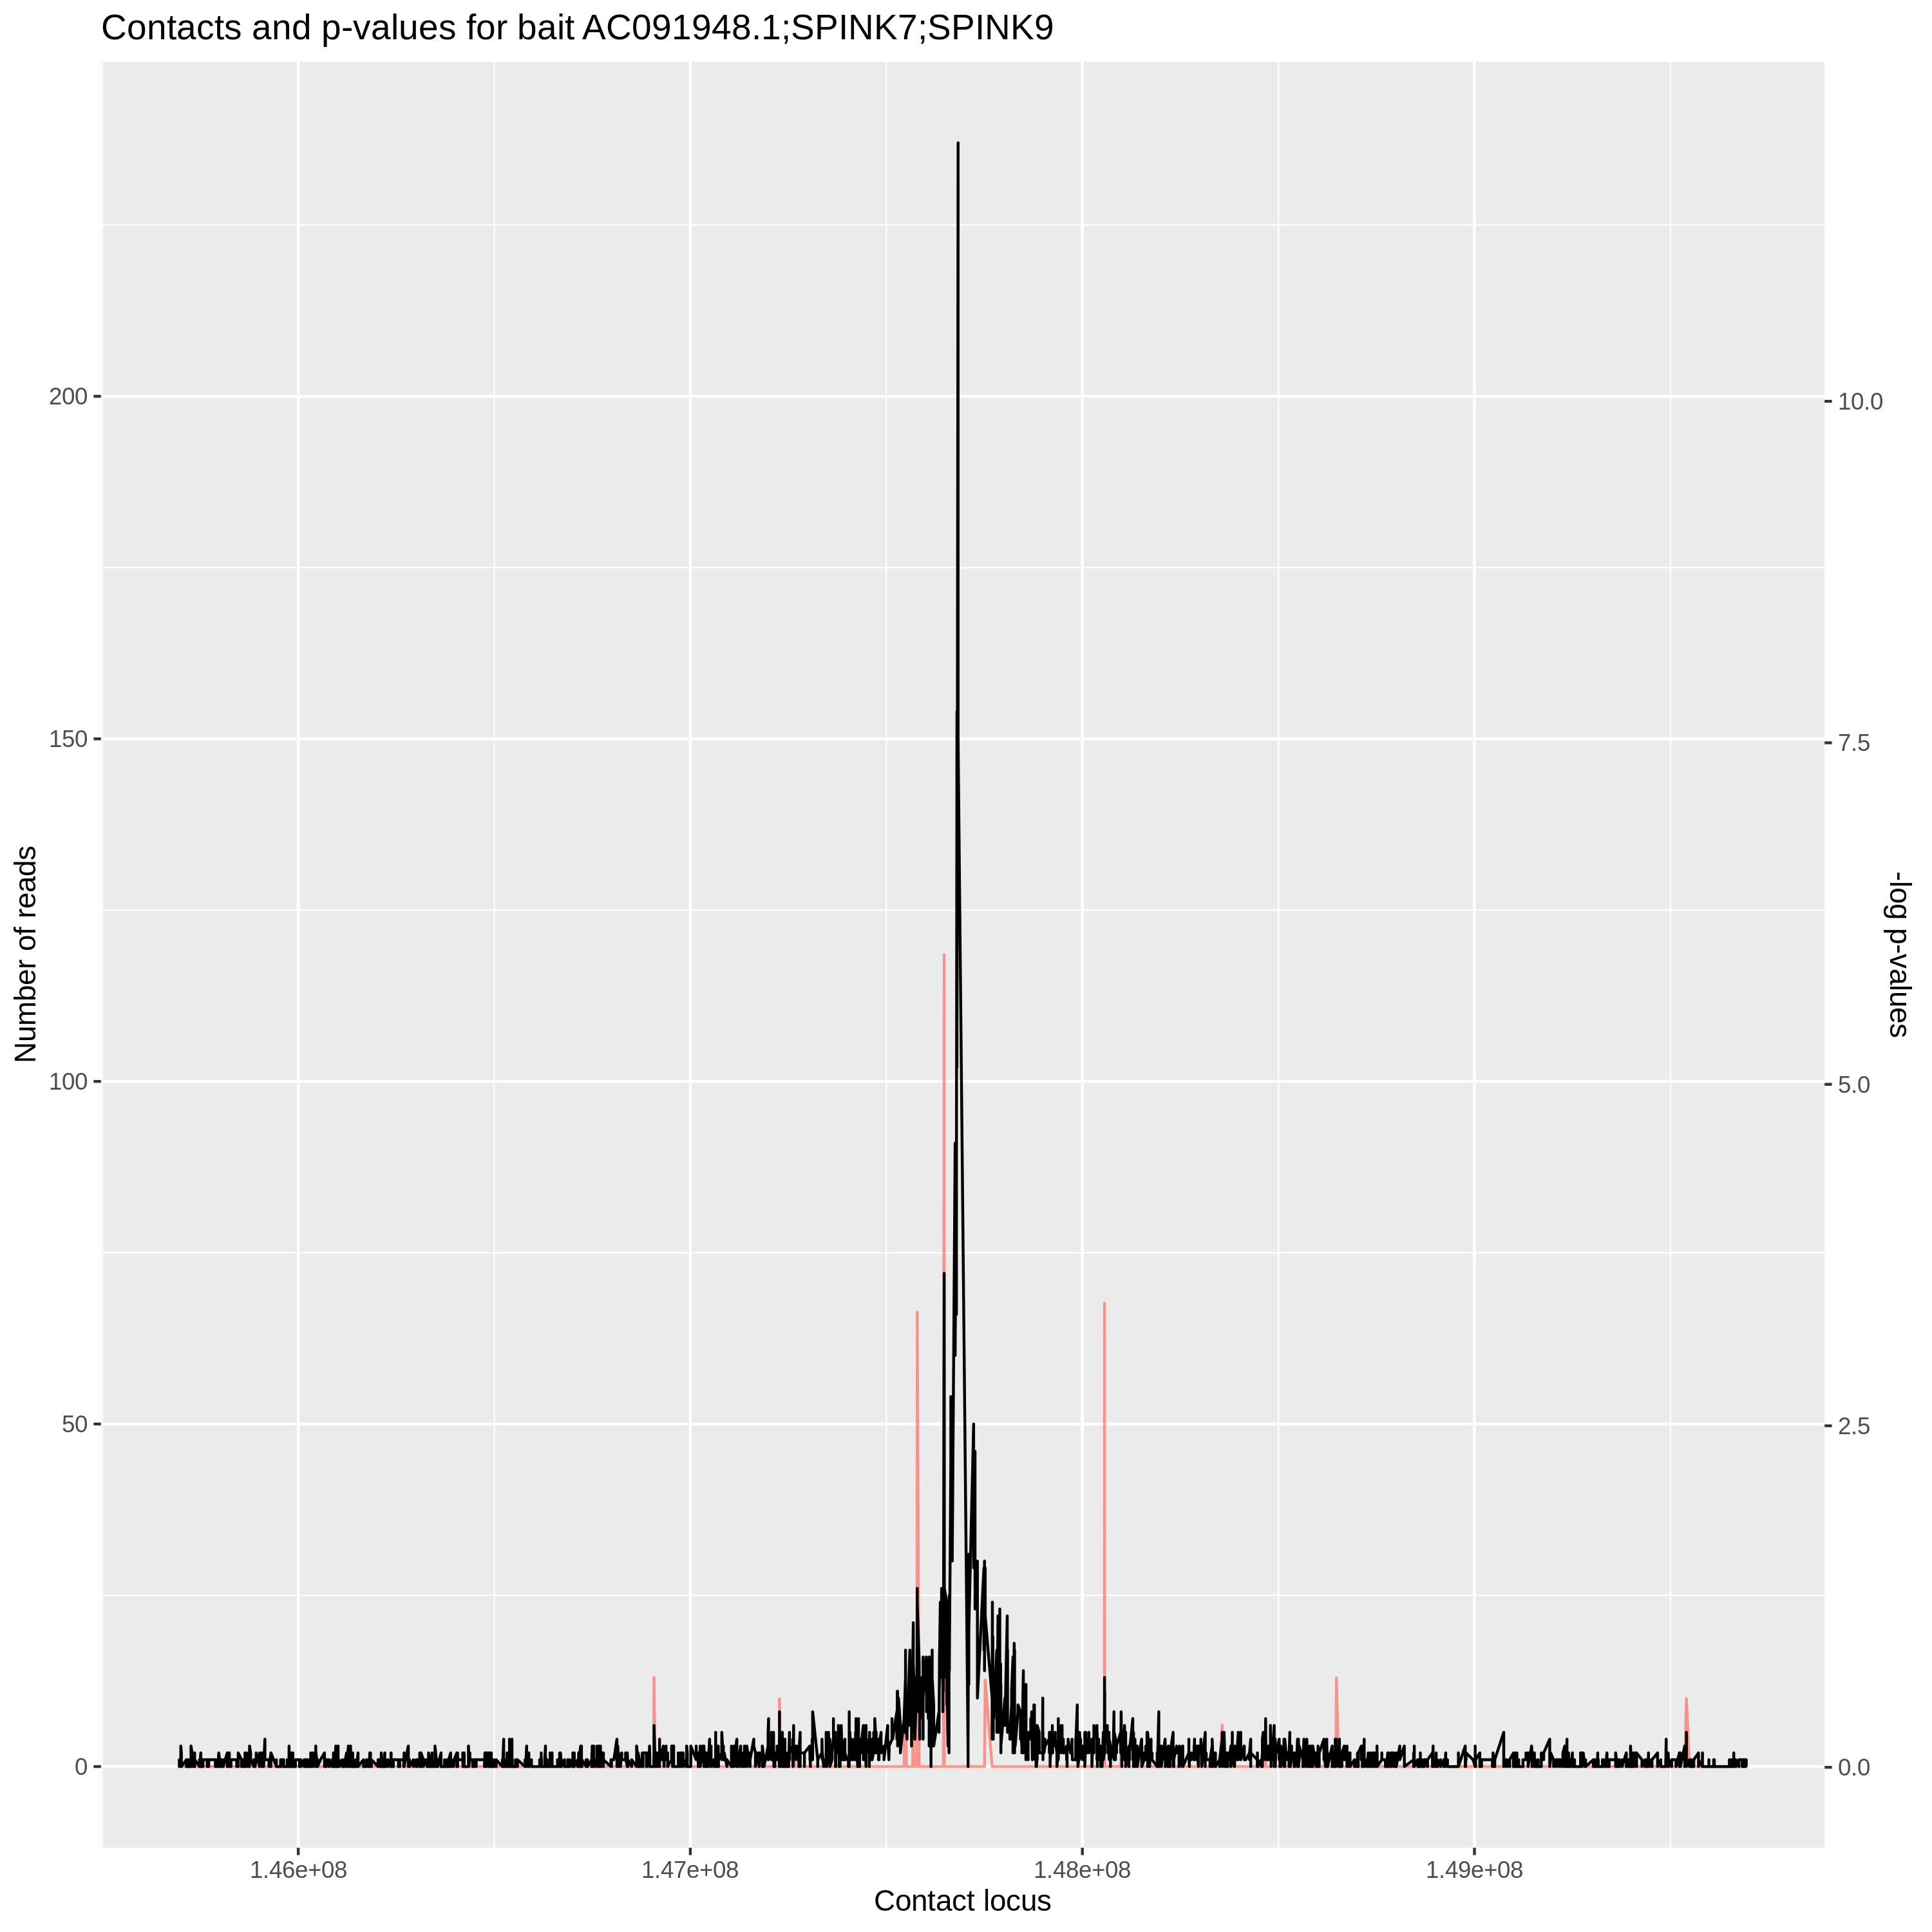 Contacts and p-values for bait AC091948.1;SPINK7;SPINK9
200
150
100
50
0
Number of reads
10.0
7.5
5.0
2.5
0.0
-log p-values
1.46e+08
1.47e+08
1.48e+08
1.49e+08
Contact locus